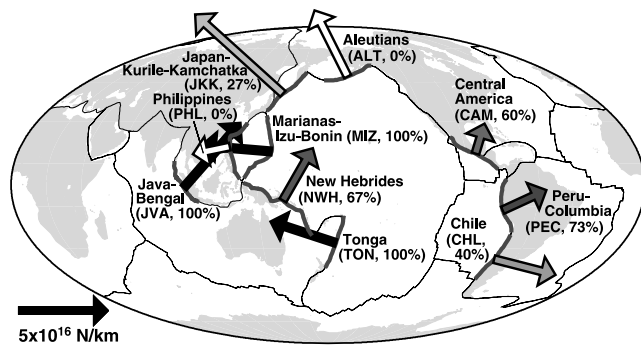 Japan-
Kurile-Kamchatka
(JKK, 27%)
Philippines
(PHL, 0%)
Aleutians
(ALT, 0%)
Central
America
(CAM, 60%)
Marianas-
Izu-Bonin (MIZ, 100%)
Java-
Bengal
(JVA, 100%)
New Hebrides
(NWH, 67%)
Tonga
(TON, 100%)
Chile
(CHL,
40%)
Peru-
Columbia
(PEC, 73%)
5x10¹⁶ N/km